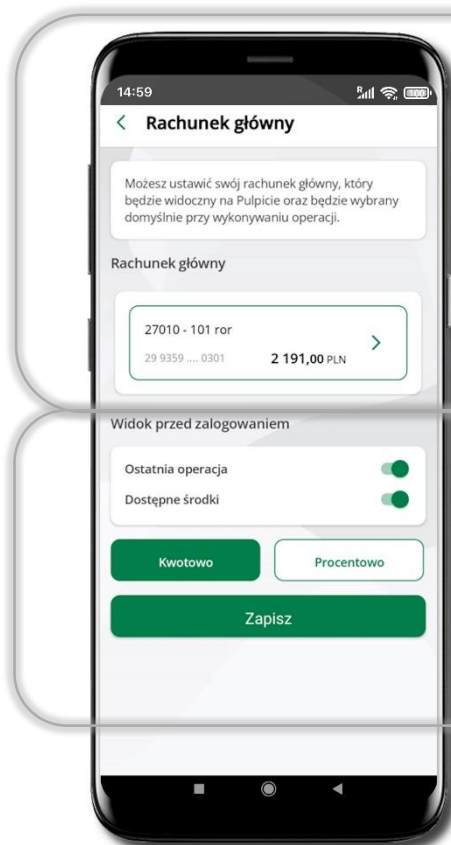 14:59
R
100
Rachunek główny
Możesz ustawić swój rachunek główny, który
będzie widoczny na Pulpicie oraz będzie wybrany
domyślnie przy wykonywaniu operacji.
Rachunek główny
27010 - 101 ror
29 9359 .... 0301 2 191,00 PLN
Widok przed zalogowaniem
Ostatnia operacja
Dostępne środki
Kwotowo Procentowo
Zapisz